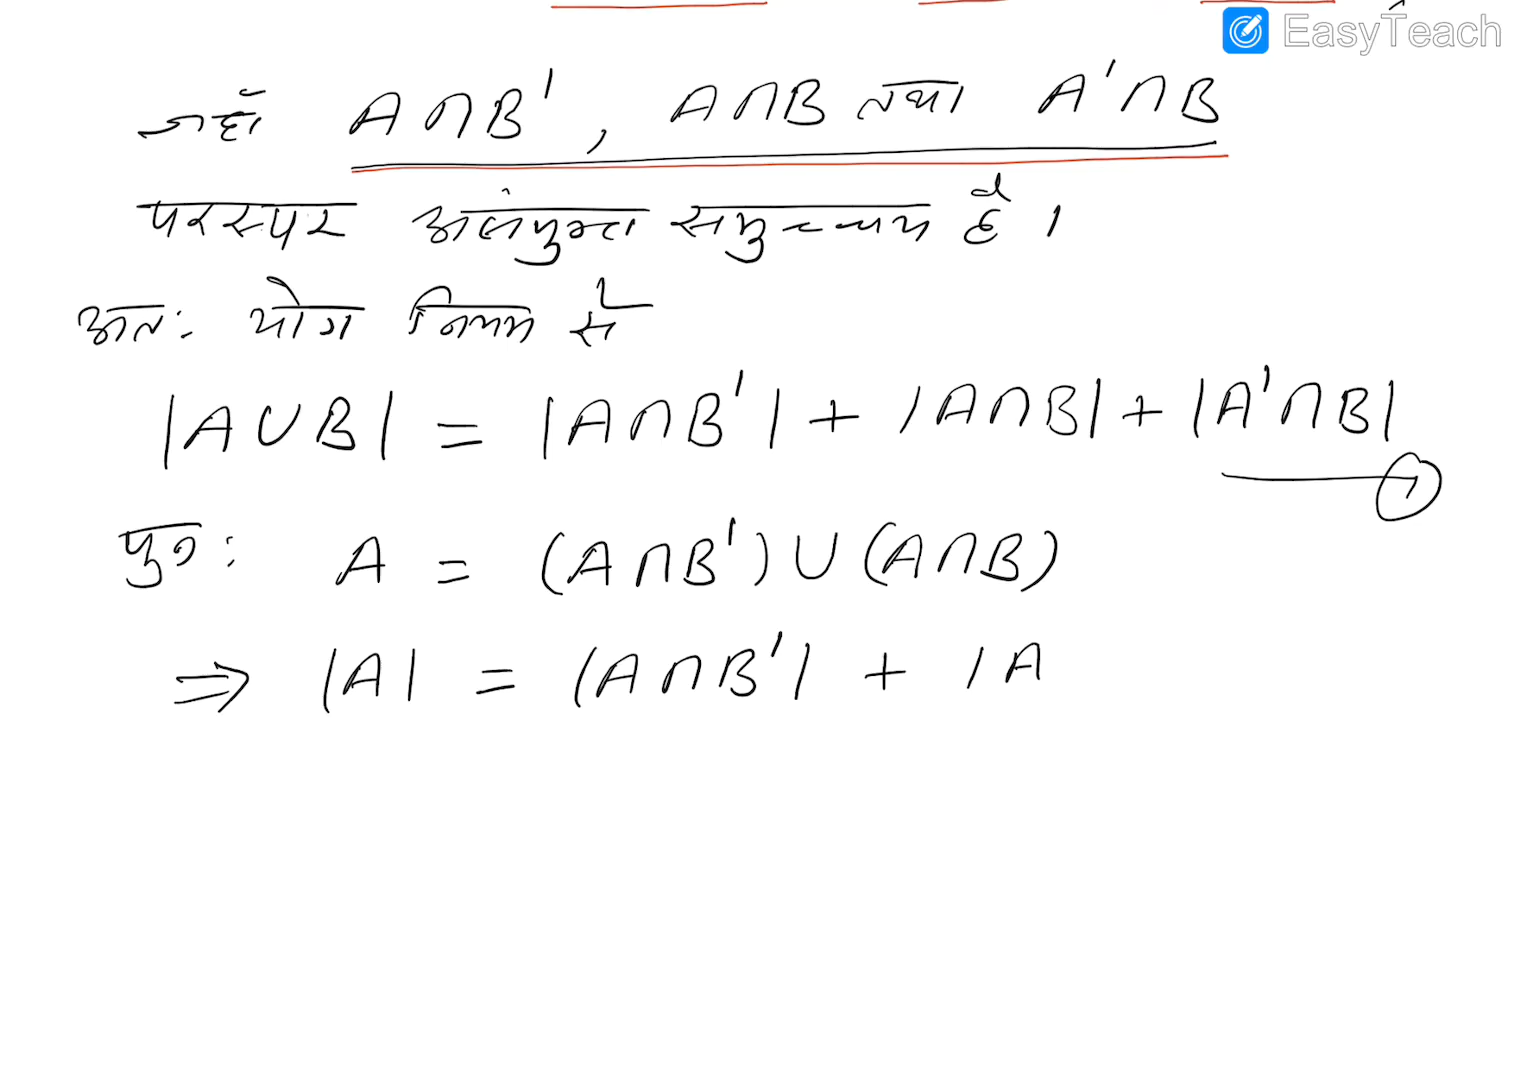 EasyTeach
जहाँ A∩B', A∩B तथा A'∩B
परस्पर असंयुक्त समुच्चय है।
अतः योग नियम से
|A∪B| = |A∩B'| + |A∩B| + |A'∩B|
①
पुनः A = (A∩B') ∪ (A∩B)
⇒ |A| = |A∩B'| + |A